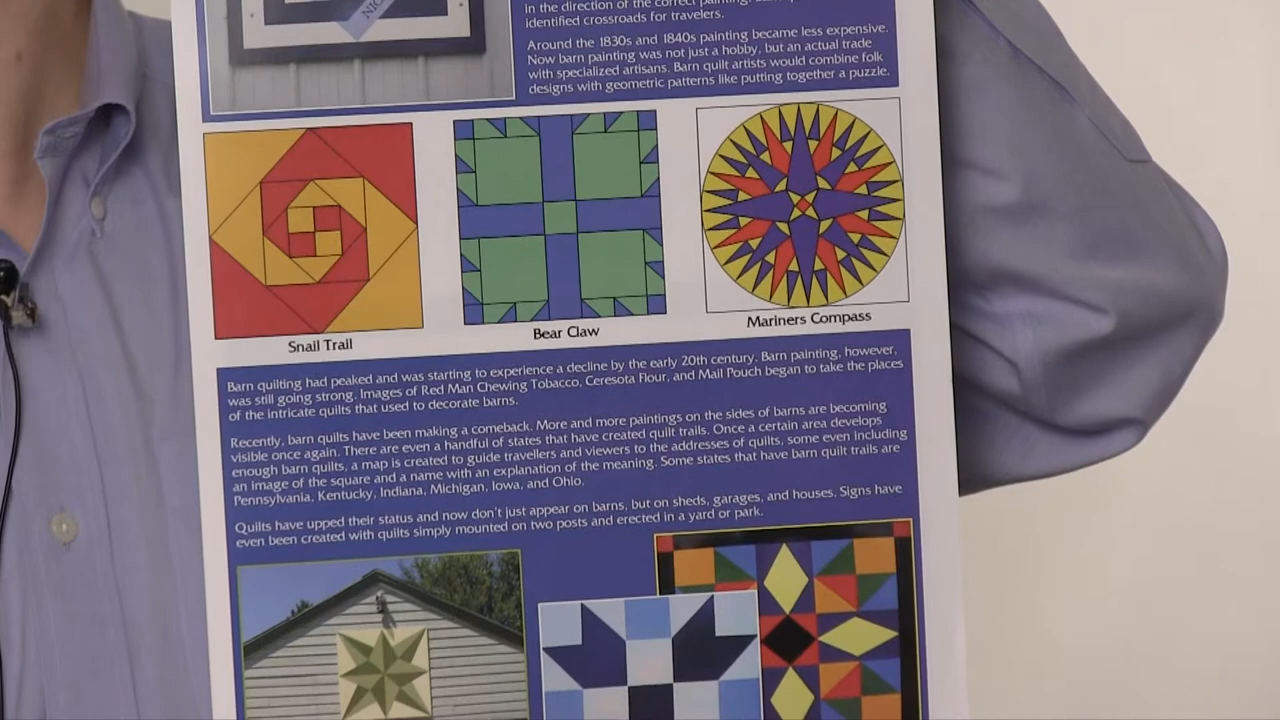 NIC
in the direction of the correct painting.
identified crossroads for travelers.
Around the 1830s and 1840s painting became less expensive.
Now barn painting was not just a hobby, but an actual trade
with specialized artisans. Barn quilt artists would combine folk
designs with geometric patterns like putting together a puzzle.
Snail Trail
Bear Claw
Mariners Compass
Barn quilting had peaked and was starting to experience a decline by the early 20th century. Barn painting, however,
was still going strong. Images of Red Man Chewing Tobacco, Ceresota Flour, and Mail Pouch began to take the places
of the intricate quilts that used to decorate barns.
Recently, barn quilts have been making a comeback. More and more paintings on the sides of barns are becoming
visible once again. There are even a handful of states that have created quilt trails. Once a certain area develops
enough barn quilts, a map is created to guide travellers and viewers to the addresses of quilts, some even including
an image of the square and a name with an explanation of the meaning. Some states that have barn quilt trails are
Pennsylvania, Kentucky, Indiana, Michigan, Iowa, and Ohio.
Quilts have upped their status and now don't just appear on barns, but on sheds, garages, and houses. Signs have
even been created with quilts simply mounted on two posts and erected in a yard or park.